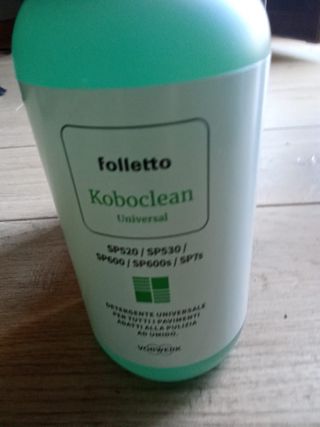 folletto
Koboclean
Universal
SP520 / SP530 /
SP600 / SP600s / SP7s
DETERGENTE UNIVERSALE
PER TUTTI I PAVIMENTI
ADATTI ALLA PULIZIA
AD UMIDO.
VORWERK